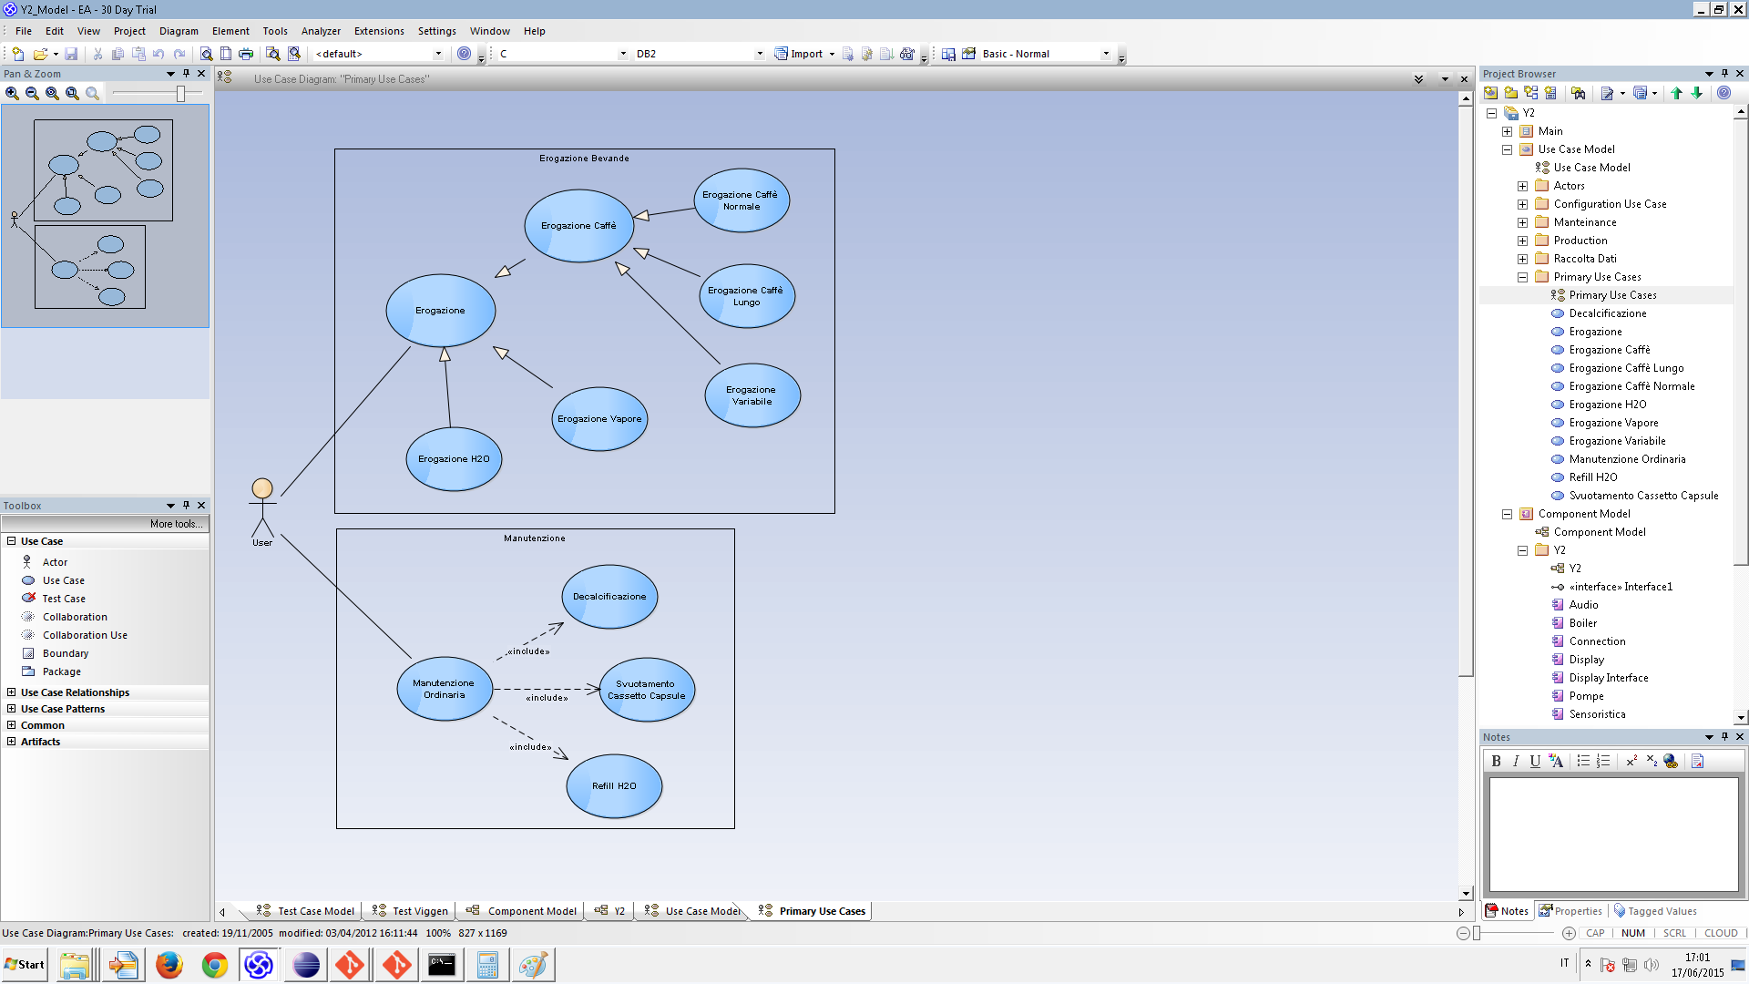 Y2_Model - EA - 30 Day Trial
File Edit View Project Diagram Element Tools Analyzer Extensions Settings Window Help
<default> C DB2 Import Basic - Normal
Pan & Zoom
Use Case Diagram: "Primary Use Cases"
Erogazione Bevande
Erogazione Caffè
Normale
Erogazione Caffè
Erogazione Caffè
Lungo
Erogazione
Erogazione
Variabile
Erogazione Vapore
Erogazione H2O
User
Manutenzione
Decalcificazione
«include»
Manutenzione
Ordinaria
«include»
Svuotamento
Cassetto Capsule
«include»
Refill H2O
Toolbox
More tools...
Use Case
Actor
Use Case
Test Case
Collaboration
Collaboration Use
Boundary
Package
Use Case Relationships
Use Case Patterns
Common
Artifacts
Project Browser
Y2
Main
Use Case Model
Use Case Model
Actors
Configuration Use Case
Manteinance
Production
Raccolta Dati
Primary Use Cases
Primary Use Cases
Decalcificazione
Erogazione
Erogazione Caffè
Erogazione Caffè Lungo
Erogazione Caffè Normale
Erogazione H2O
Erogazione Vapore
Erogazione Variabile
Manutenzione Ordinaria
Refill H2O
Svuotamento Cassetto Capsule
Component Model
Component Model
Y2
Y2
«interface» Interface1
Audio
Boiler
Connection
Display
Display Interface
Pompe
Sensoristica
Notes
B I U A x² x₂
Notes Properties Tagged Values
Test Case Model Test Viggen Component Model Y2 Use Case Model Primary Use Cases
Use Case Diagram:Primary Use Cases: created: 19/11/2005 modified: 03/04/2012 16:11:44 100% 827 x 1169
CAP NUM SCRL CLOUD
Start
IT
17:01
17/06/2015